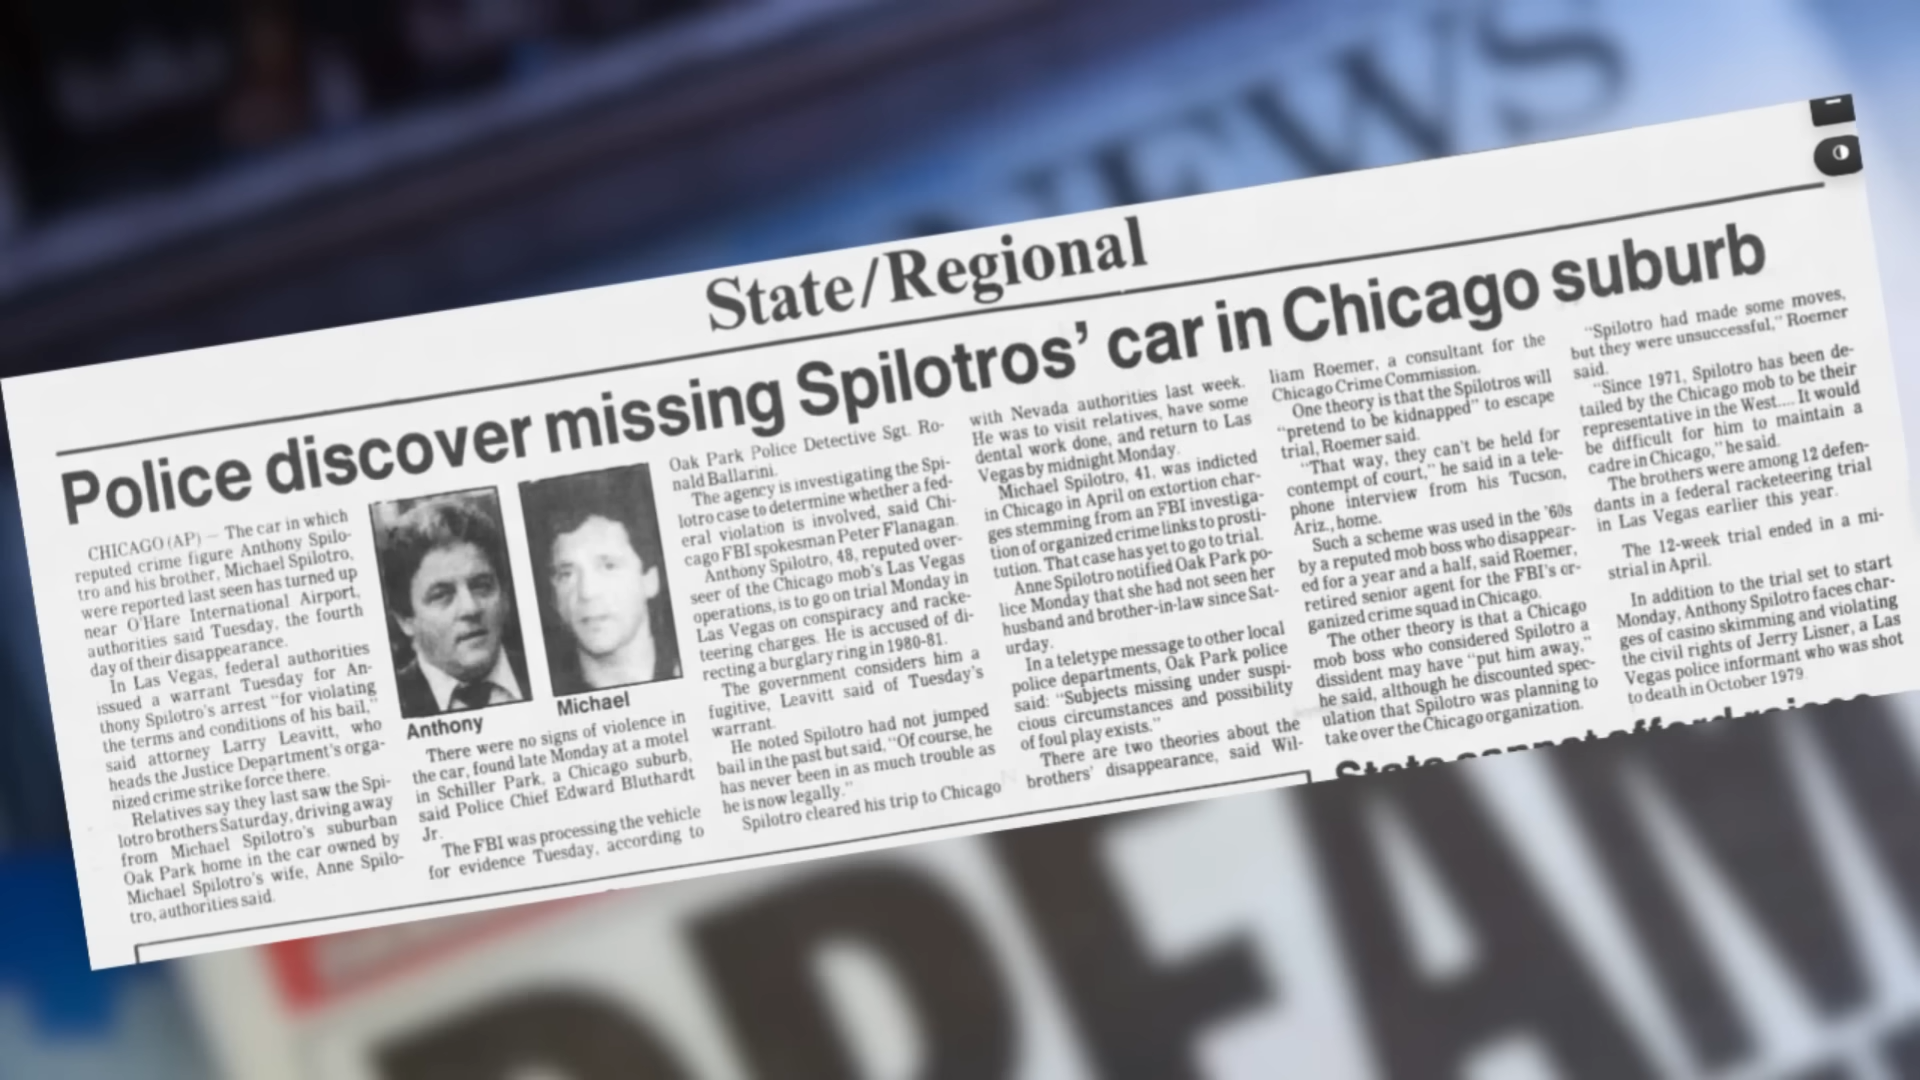 NEWS
State/Regional
Police discover missing Spilotros' car in Chicago suburb
CHICAGO (AP) — The car in which
reputed crime figure Anthony Spilo-
tro and his brother, Michael Spilotro,
were reported last seen has turned up
near O'Hare International Airport,
authorities said Tuesday, the fourth
day of their disappearance.
In Las Vegas, federal authorities
issued a warrant Tuesday for An-
thony Spilotro's arrest "for violating
the terms and conditions of his bail,"
said attorney Larry Leavitt, who
heads the Justice Department's orga-
nized crime strike force there.
Relatives say they last saw the Spi-
lotro brothers Saturday, driving away
from Michael Spilotro's suburban
Oak Park home in the car owned by
Michael Spilotro's wife, Anne Spilo-
tro, authorities said.
Anthony
Michael
There were no signs of violence in
the car, found late Monday at a motel
in Schiller Park, a Chicago suburb,
said Police Chief Edward Bluthardt
Jr.
The FBI was processing the vehicle
for evidence Tuesday, according to
Oak Park Police Detective Sgt. Ro-
nald Ballarini.
The agency is investigating the Spi-
lotro case to determine whether a fed-
eral violation is involved, said Chi-
cago FBI spokesman Peter Flanagan.
Anthony Spilotro, 48, reputed over-
seer of the Chicago mob's Las Vegas
operations, is to go on trial Monday in
Las Vegas on conspiracy and racke-
teering charges. He is accused of di-
recting a burglary ring in 1980-81.
The government considers him a
fugitive, Leavitt said of Tuesday's
warrant.
He noted Spilotro had not jumped
bail in the past but said, "Of course, he
has never been in as much trouble as
he is now legally."
Spilotro cleared his trip to Chicago
with Nevada authorities last week.
He was to visit relatives, have some
dental work done, and return to Las
Vegas by midnight Monday.
Michael Spilotro, 41, was indicted
in Chicago in April on extortion char-
ges stemming from an FBI investiga-
tion of organized crime links to prosti-
tution. That case has yet to go to trial.
Anne Spilotro notified Oak Park po-
lice Monday that she had not seen her
husband and brother-in-law since Sat-
urday.
In a teletype message to other local
police departments, Oak Park police
said: "Subjects missing under suspi-
cious circumstances and possibility
of foul play exists."
There are two theories about the
brothers' disappearance, said Wil-
liam Roemer, a consultant for the
Chicago Crime Commission.
One theory is that the Spilotros will
"pretend to be kidnapped" to escape
trial, Roemer said.
"That way, they can't be held for
contempt of court," he said in a tele-
phone interview from his Tucson,
Ariz., home.
Such a scheme was used in the '60s
by a reputed mob boss who disappear-
ed for a year and a half, said Roemer,
retired senior agent for the FBI's or-
ganized crime squad in Chicago.
The other theory is that a Chicago
mob boss who considered Spilotro a
dissident may have "put him away,"
he said, although he discounted spec-
ulation that Spilotro was planning to
take over the Chicago organization.
"Spilotro had made some moves,
but they were unsuccessful," Roemer
said.
"Since 1971, Spilotro has been de-
tailed by the Chicago mob to be their
representative in the West.... It would
be difficult for him to maintain a
cadre in Chicago," he said.
The brothers were among 12 defen-
dants in a federal racketeering trial
in Las Vegas earlier this year.
The 12-week trial ended in a mi-
strial in April.
In addition to the trial set to start
Monday, Anthony Spilotro faces char-
ges of casino skimming and violating
the civil rights of Jerry Lisner, a Las
Vegas police informant who was shot
to death in October 1979.
State cannot afford